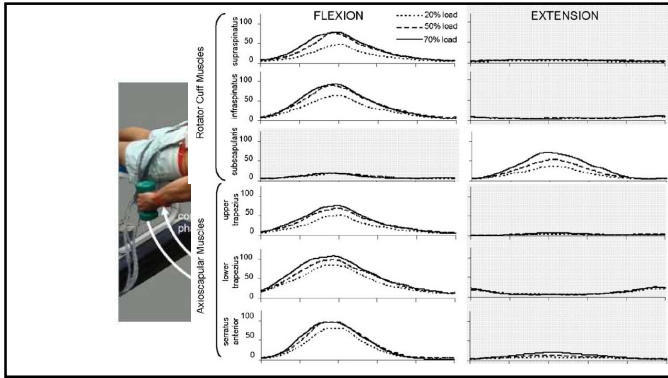 FLEXION
20% load
50% load
70% load
EXTENSION
Rotator Cuff Muscles
supraspinatus
100
50
0
infraspinatus
100
50
0
subscapularis
100
50
0
Axioscapular Muscles
upper
trapezius
100
50
0
lower
trapezius
100
50
0
serratus
anterior
100
50
0